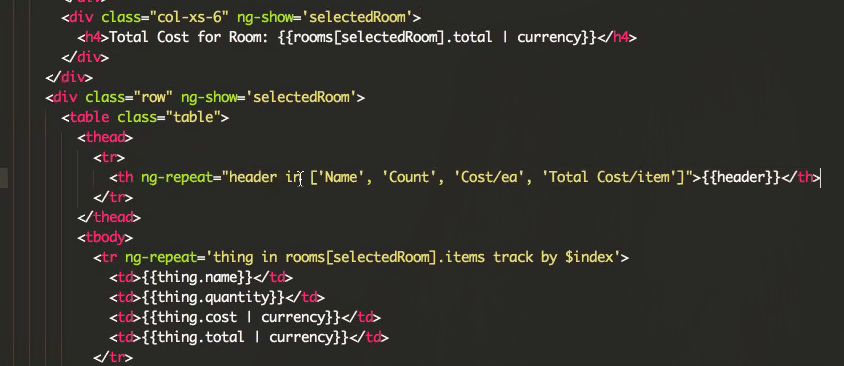 <div class="col-xs-6" ng-show='selectedRoom'>
<h4>Total Cost for Room: {{rooms[selectedRoom].total | currency}}</h4>
</div>
</div>
<div class="row" ng-show='selectedRoom'>
<table class="table">
<thead>
<tr>
<th ng-repeat="header in ['Name', 'Count', 'Cost/ea', 'Total Cost/item']">{{header}}</th>
</tr>
</thead>
<tbody>
<tr ng-repeat='thing in rooms[selectedRoom].items track by $index'>
<td>{{thing.name}}</td>
<td>{{thing.quantity}}</td>
<td>{{thing.cost | currency}}</td>
<td>{{thing.total | currency}}</td>
</tr>